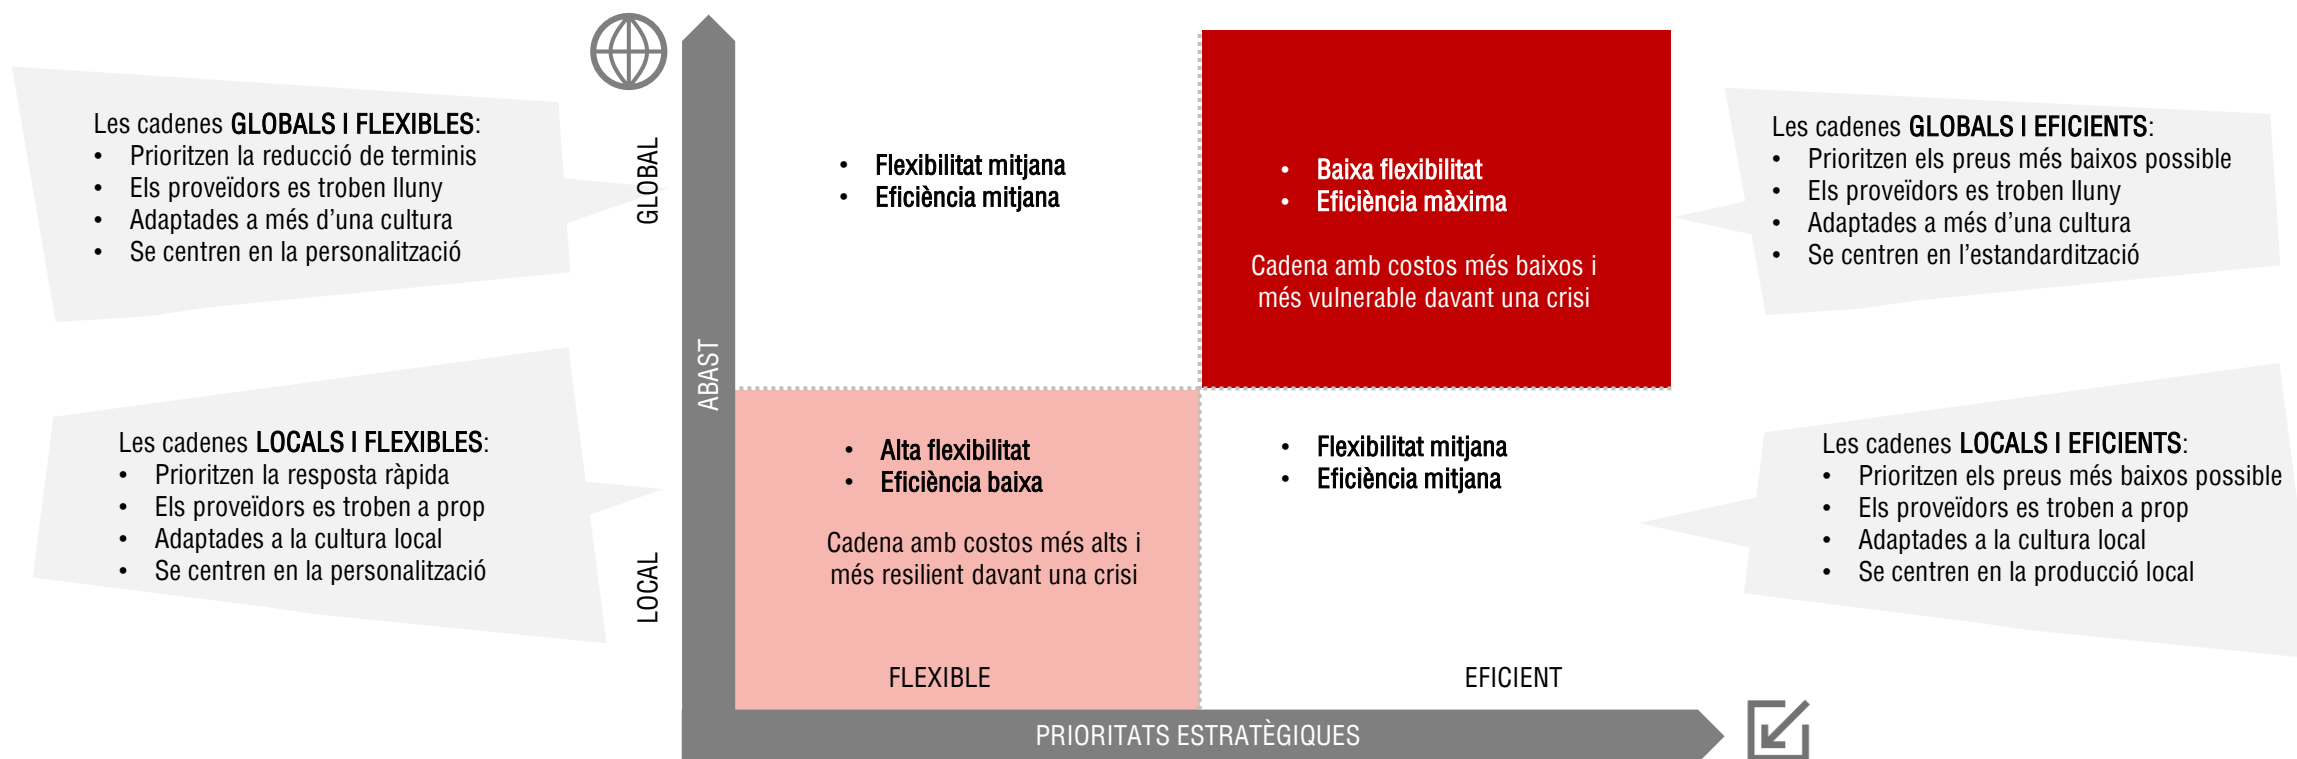 Les cadenes GLOBALS I FLEXIBLES:
• Prioritzen la reducció de terminis
• Els proveïdors es troben lluny
• Adaptades a més d’una cultura
• Se centren en la personalització
Les cadenes LOCALS I FLEXIBLES:
• Prioritzen la resposta ràpida
• Els proveïdors es troben a prop
• Adaptades a la cultura local
• Se centren en la personalització
GLOBAL
LOCAL
ABAST
• Flexibilitat mitjana
• Eficiència mitjana
• Baixa flexibilitat
• Eficiència màxima
Cadena amb costos més baixos i
més vulnerable davant una crisi
• Alta flexibilitat
• Eficiència baixa
Cadena amb costos més alts i
més resilient davant una crisi
• Flexibilitat mitjana
• Eficiència mitjana
FLEXIBLE
EFICIENT
PRIORITATS ESTRATÈGIQUES
Les cadenes GLOBALS I EFICIENTS:
• Prioritzen els preus més baixos possible
• Els proveïdors es troben lluny
• Adaptades a més d’una cultura
• Se centren en l’estandardització
Les cadenes LOCALS I EFICIENTS:
• Prioritzen els preus més baixos possible
• Els proveïdors es troben a prop
• Adaptades a la cultura local
• Se centren en la producció local